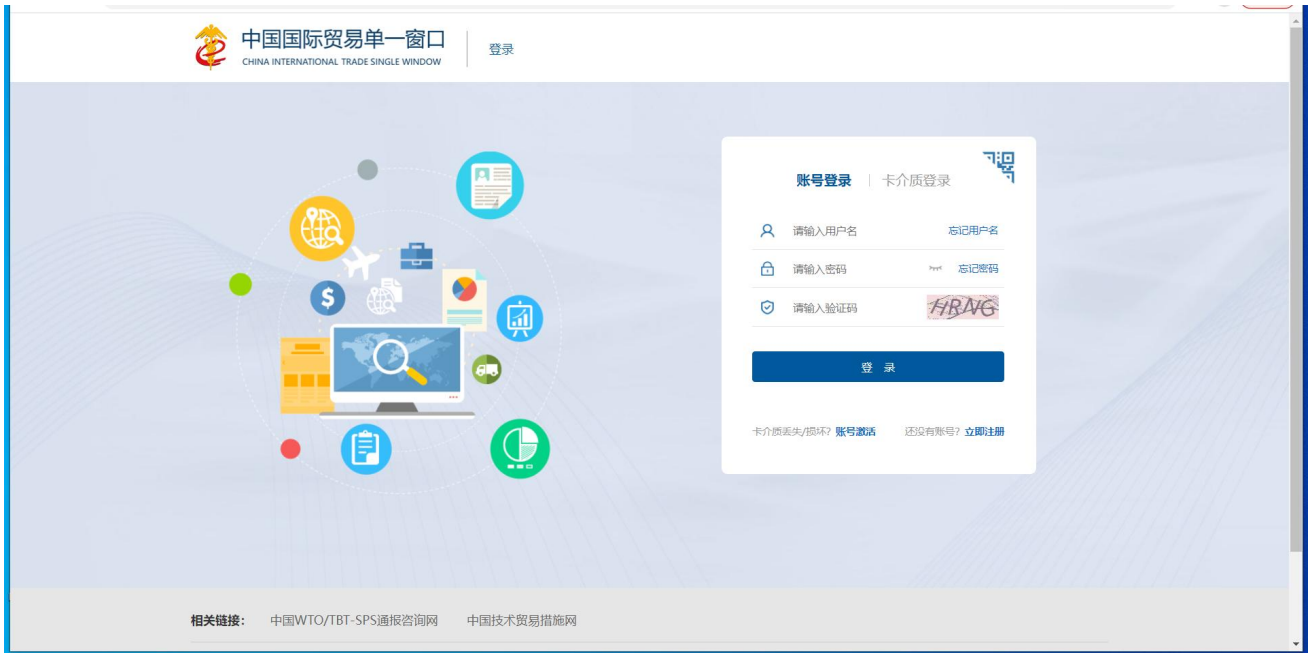 中国国际贸易单一窗口
CHINA INTERNATIONAL TRADE SINGLE WINDOW
登录
账号登录 卡介质登录
请输入用户名 忘记用户名
请输入密码 忘记密码
请输入验证码 HRNG
登 录
卡介质丢失/损坏? 账号激活 还没有账号? 立即注册
相关链接： 中国WTO/TBT-SPS通报咨询网 中国技术贸易措施网